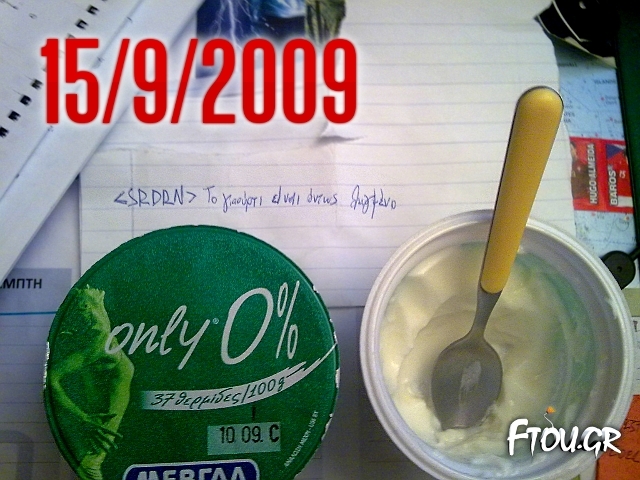 15/9/2009
<SRDRN> Το γιαούρτι είναι όντως ληγμένο
ΜΠΤΗ
HUGO ALMEIDA
BAROS
only® 0%
37 θερμίδες/100g
10 09. C
ΜΕΒΓΑΛ
FTOU.GR